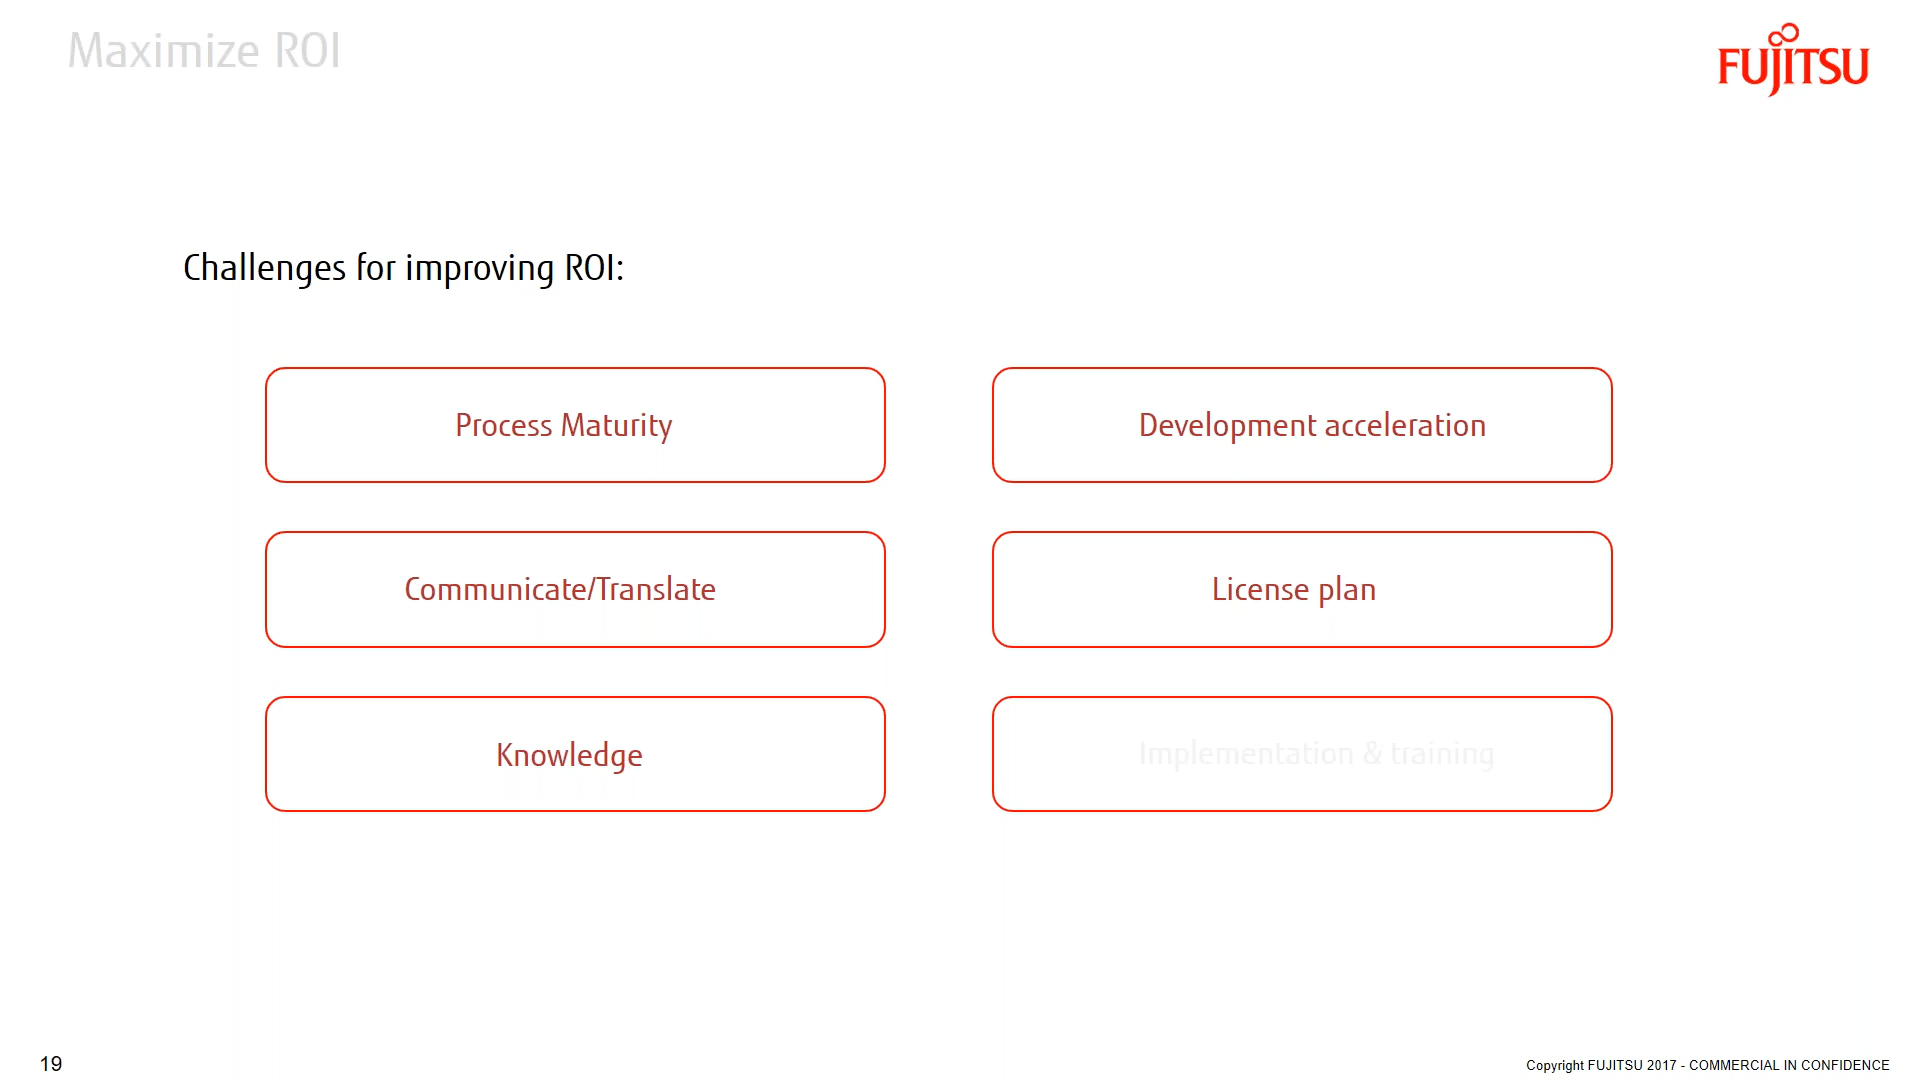 Maximize ROI
FUJITSU
Challenges for improving ROI:
Process Maturity
Development acceleration
Communicate/Translate
License plan
Knowledge
Implementation & training
19
Copyright FUJITSU 2017 - COMMERCIAL IN CONFIDENCE